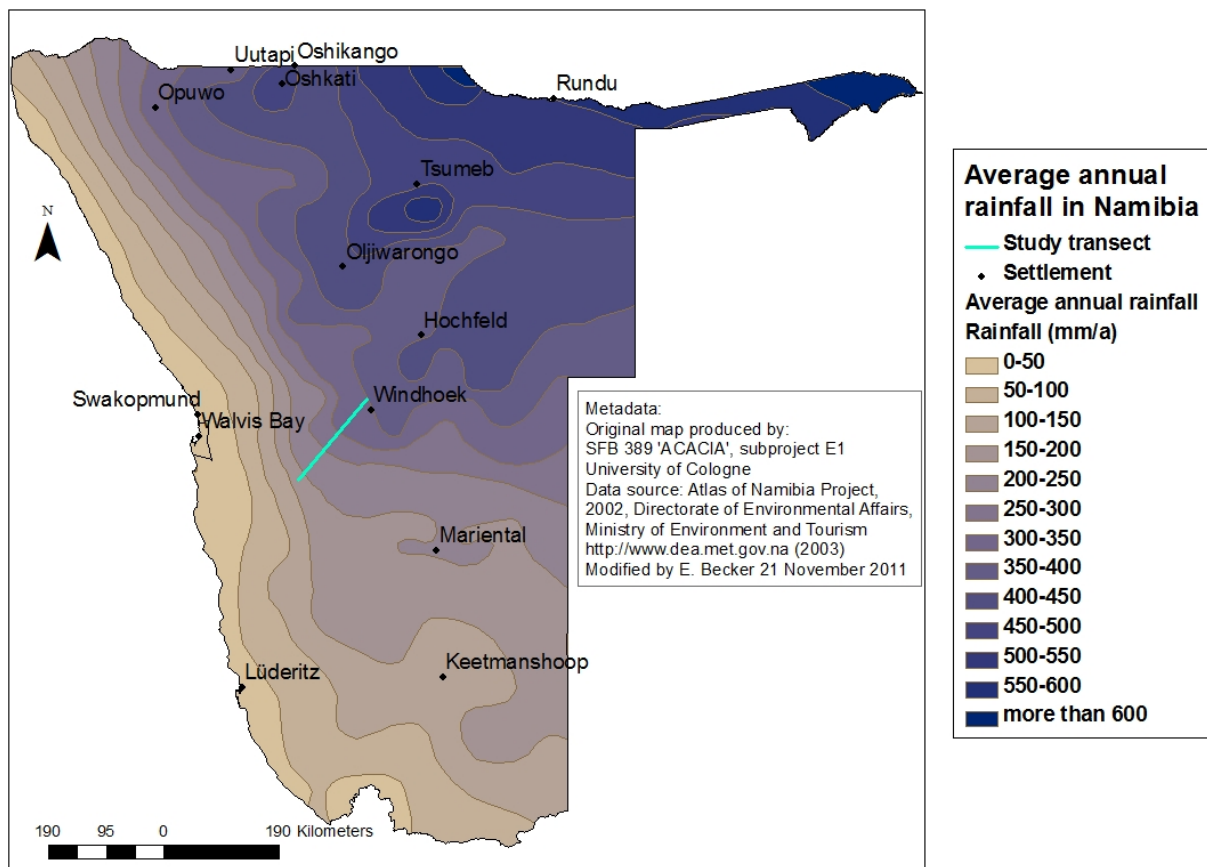 Uutapi
Oshikango
Oshkati
Opuwo
Rundu
Tsumeb
N
Oljiwarongo
Hochfeld
Swakopmund
Windhoek
Walvis Bay
Mariental
Keetmanshoop
Lüderitz
190 95 0 190 Kilometers
Metadata:
Original map produced by:
SFB 389 'ACACIA', subproject E1
University of Cologne
Data source: Atlas of Namibia Project,
2002, Directorate of Environmental Affairs,
Ministry of Environment and Tourism
http://www.dea.met.gov.na (2003)
Modified by E. Becker 21 November 2011
Average annual
rainfall in Namibia
Study transect
Settlement
Average annual rainfall
Rainfall (mm/a)
0-50
50-100
100-150
150-200
200-250
250-300
300-350
350-400
400-450
450-500
500-550
550-600
more than 600